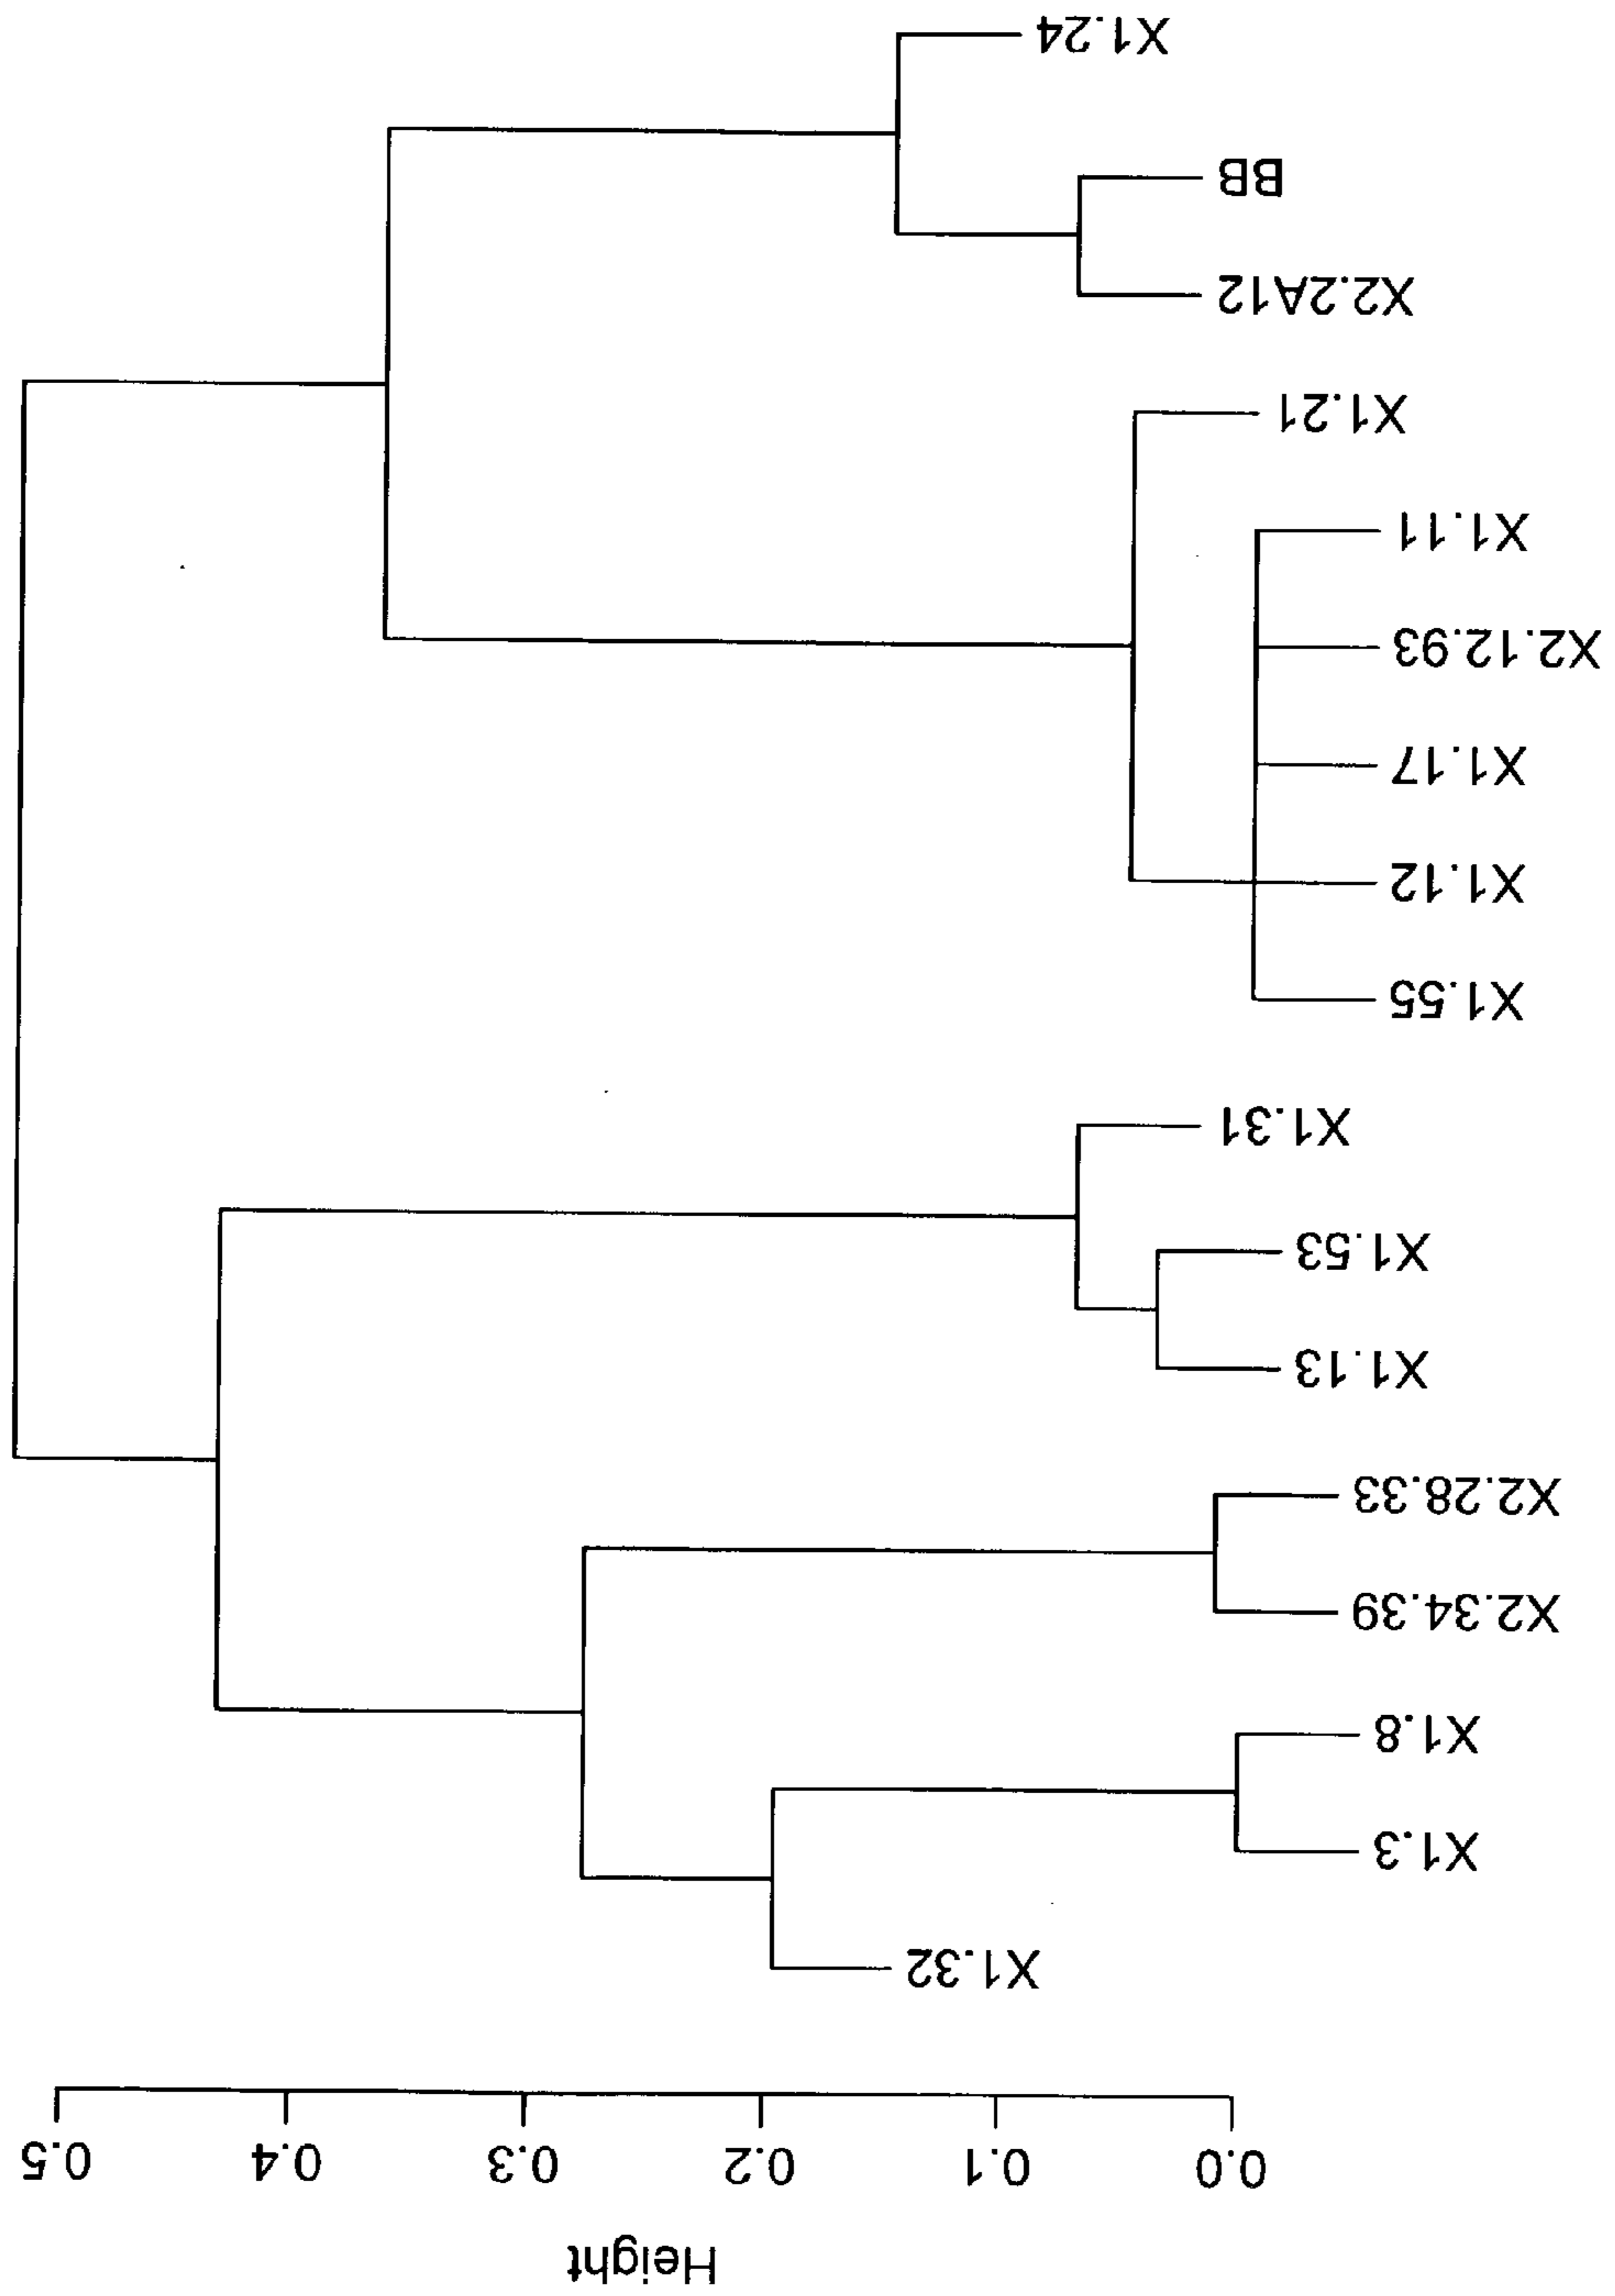 Height
0.0 0.1 0.2 0.3 0.4 0.5
X1.32
X1.3
X1.8
X2.34.39
X2.28.33
X1.13
X1.53
X1.31
X1.55
X1.12
X1.17
X2.12.93
X1.11
X1.21
X2.2A12
BB
X1.24